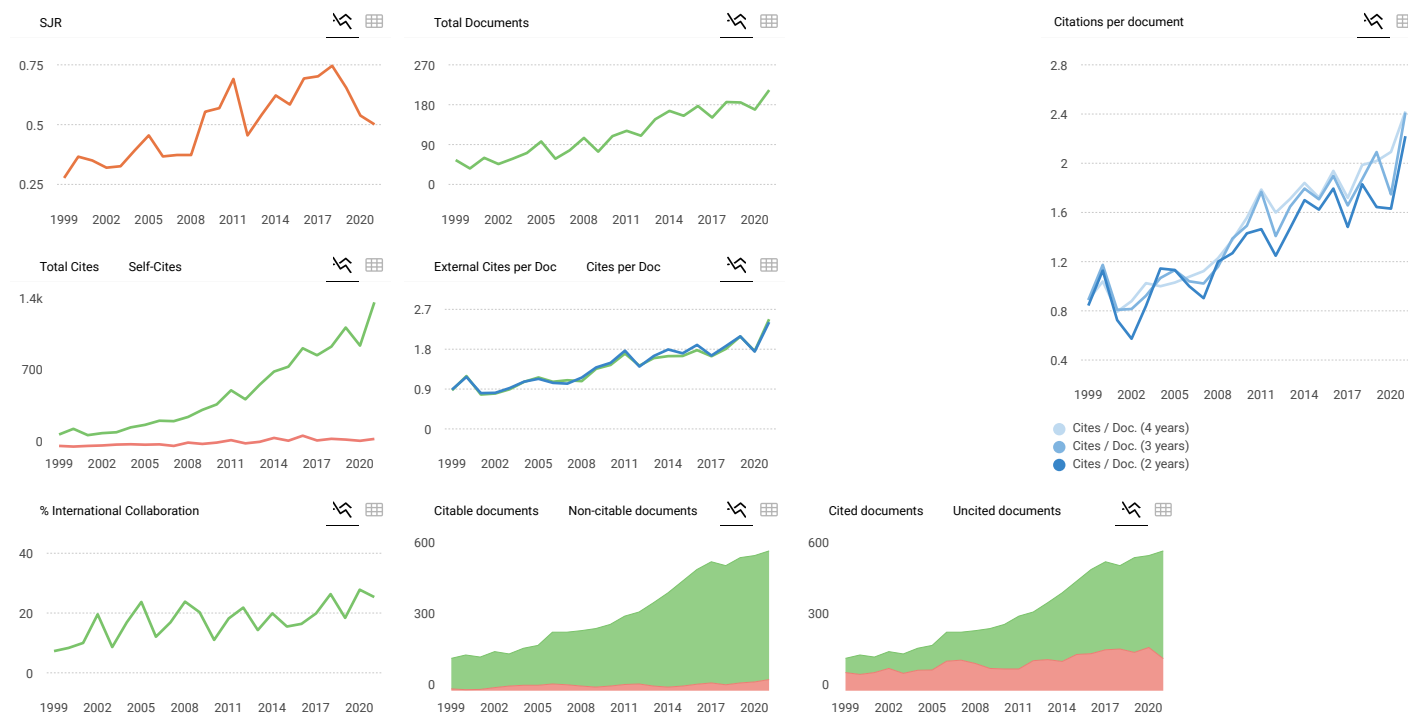 SJR
0.75
0.5
0.25
1999 2002 2005 2008 2011 2014 2017 2020
Total Documents
270
180
90
0
1999 2002 2005 2008 2011 2014 2017 2020
Citations per document
2.8
2.4
2
1.6
1.2
0.8
0.4
1999 2002 2005 2008 2011 2014 2017 2020
Cites / Doc. (4 years)
Cites / Doc. (3 years)
Cites / Doc. (2 years)
Total Cites Self-Cites
1.4k
700
0
1999 2002 2005 2008 2011 2014 2017 2020
External Cites per Doc Cites per Doc
2.7
1.8
0.9
0
1999 2002 2005 2008 2011 2014 2017 2020
% International Collaboration
40
20
0
1999 2002 2005 2008 2011 2014 2017 2020
Citable documents Non-citable documents
600
300
0
1999 2002 2005 2008 2011 2014 2017 2020
Cited documents Uncited documents
600
300
0
1999 2002 2005 2008 2011 2014 2017 2020